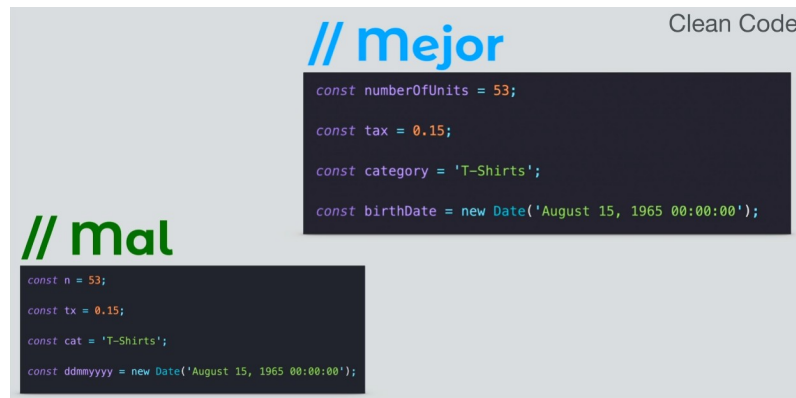 Clean Code
// Mejor
const numberOfUnits = 53;
const tax = 0.15;
const category = 'T-Shirts';
const birthDate = new Date('August 15, 1965 00:00:00');
// Mal
const n = 53;
const tx = 0.15;
const cat = 'T-Shirts';
const ddmmyyyy = new Date('August 15, 1965 00:00:00');